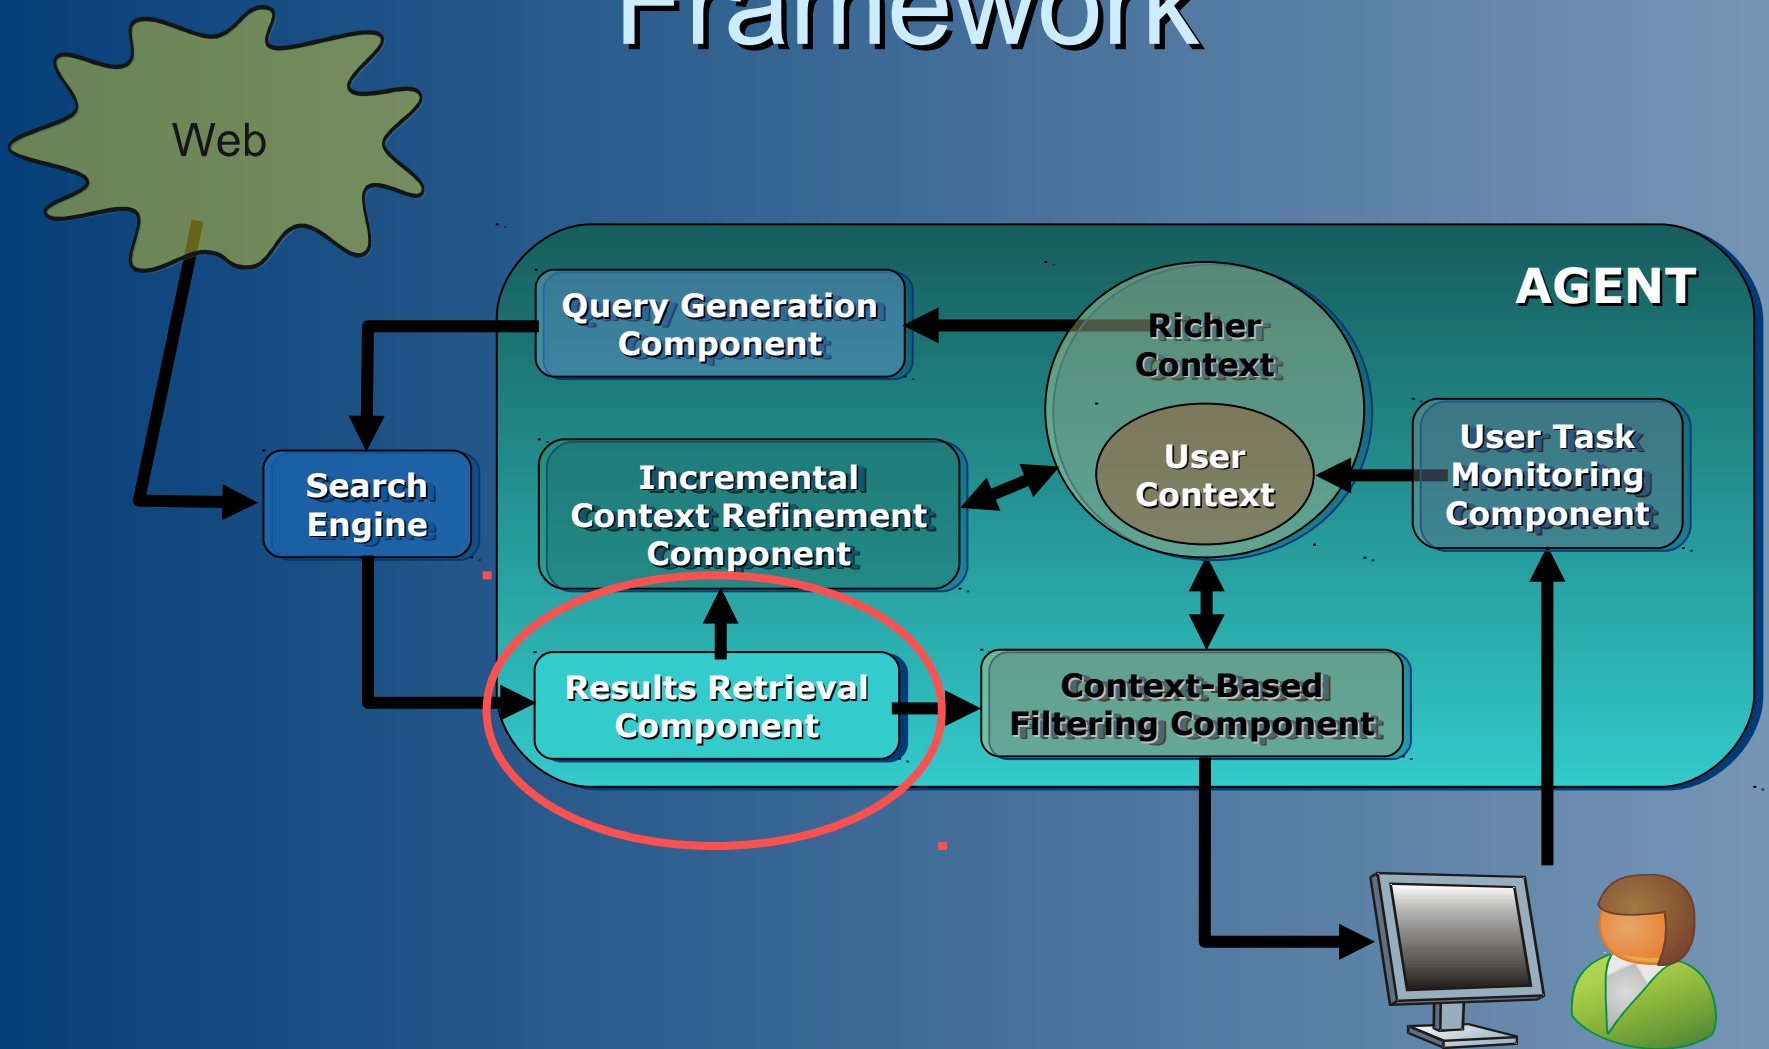 Framework
Web
AGENT
Query Generation
Component
Richer
Context
User
Context
User Task
Monitoring
Component
Search
Engine
Incremental
Context Refinement
Component
Results Retrieval
Component
Context-Based
Filtering Component